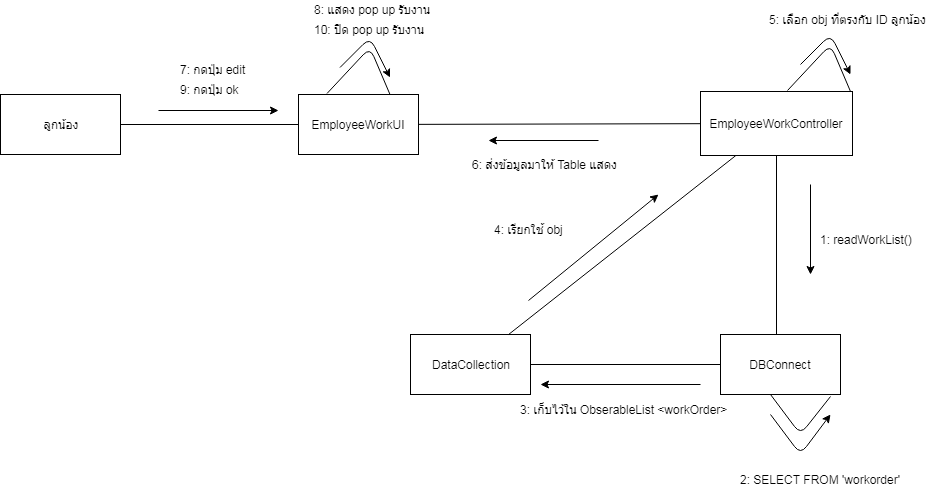 8: แสดง pop up รับงาน
10: ปิด pop up รับงาน
5: เลือก obj ที่ตรงกับ ID ลูกน้อง
7: กดปุ่ม edit
9: กดปุ่ม ok
ลูกน้อง
EmployeeWorkUI
EmployeeWorkController
6: ส่งข้อมูลมาให้ Table แสดง
4: เรียกใช้ obj
1: readWorkList()
DataCollection
DBConnect
3: เก็บไว้ใน ObserableList <workOrder>
2: SELECT FROM 'workorder'